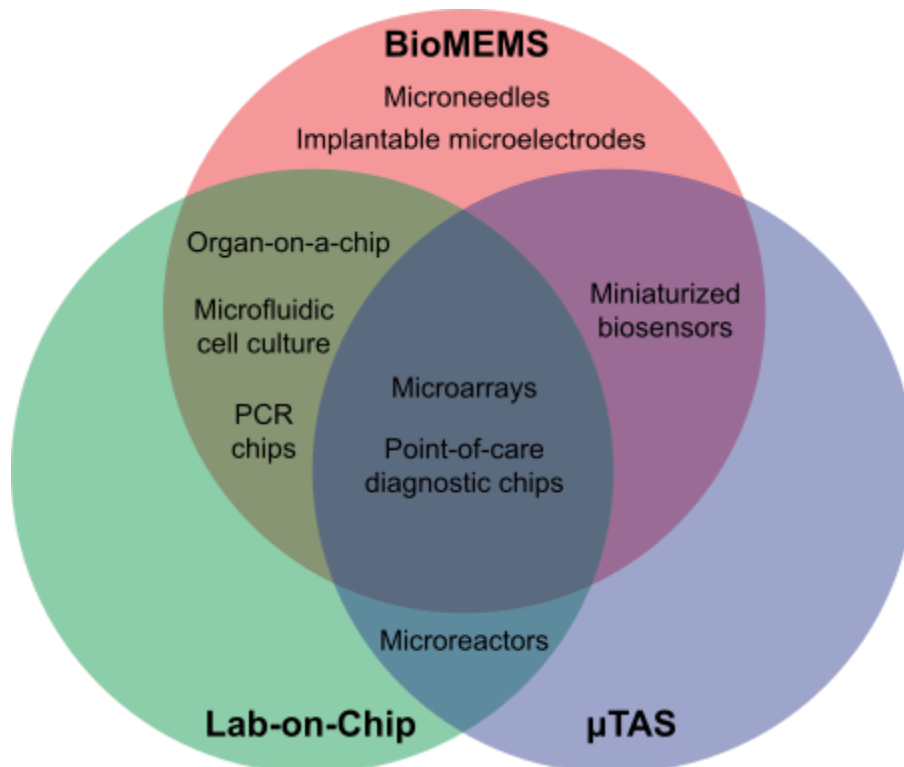 BioMEMS
Microneedles
Implantable microelectrodes
Organ-on-a-chip
Microfluidic
cell culture
PCR
chips
Microarrays
Point-of-care
diagnostic chips
Miniaturized
biosensors
Microreactors
Lab-on-Chip
µTAS